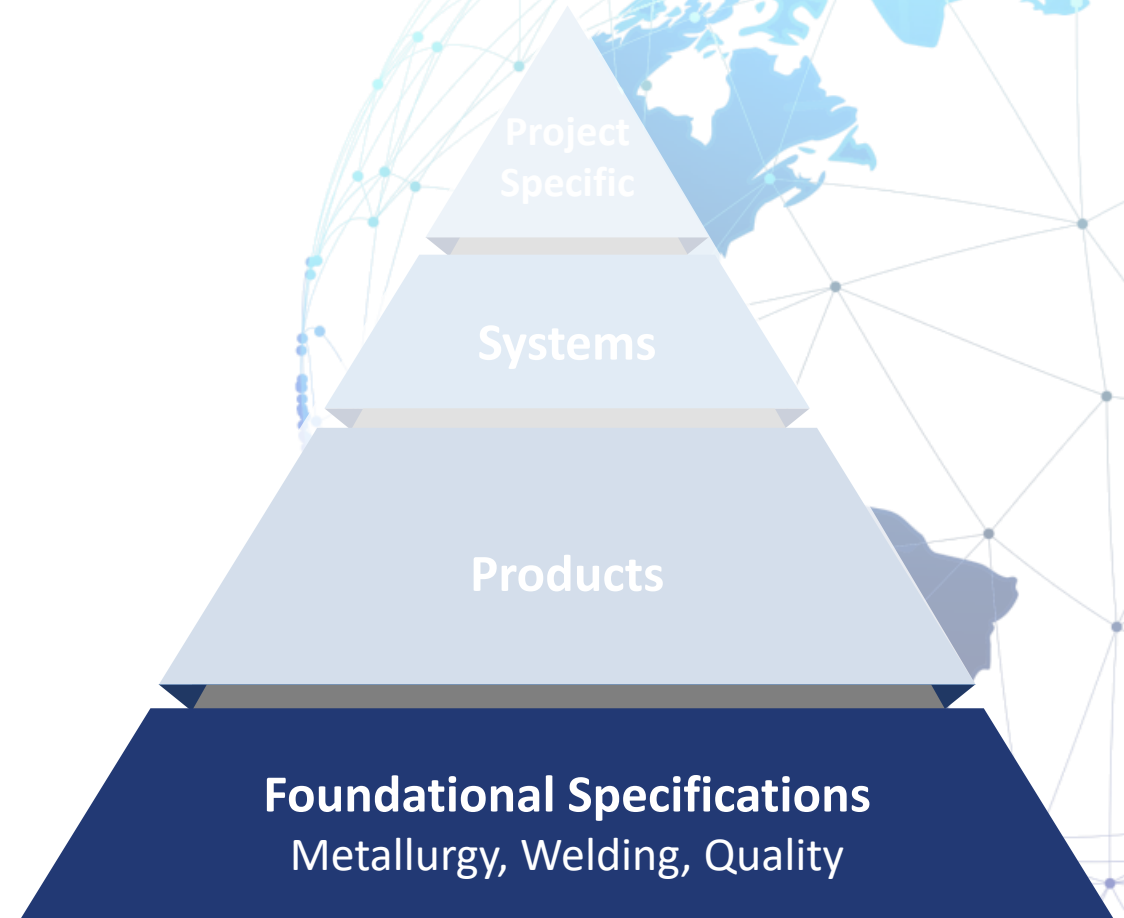 Project
Specific
Systems
Products
Foundational Specifications
Metallurgy, Welding, Quality